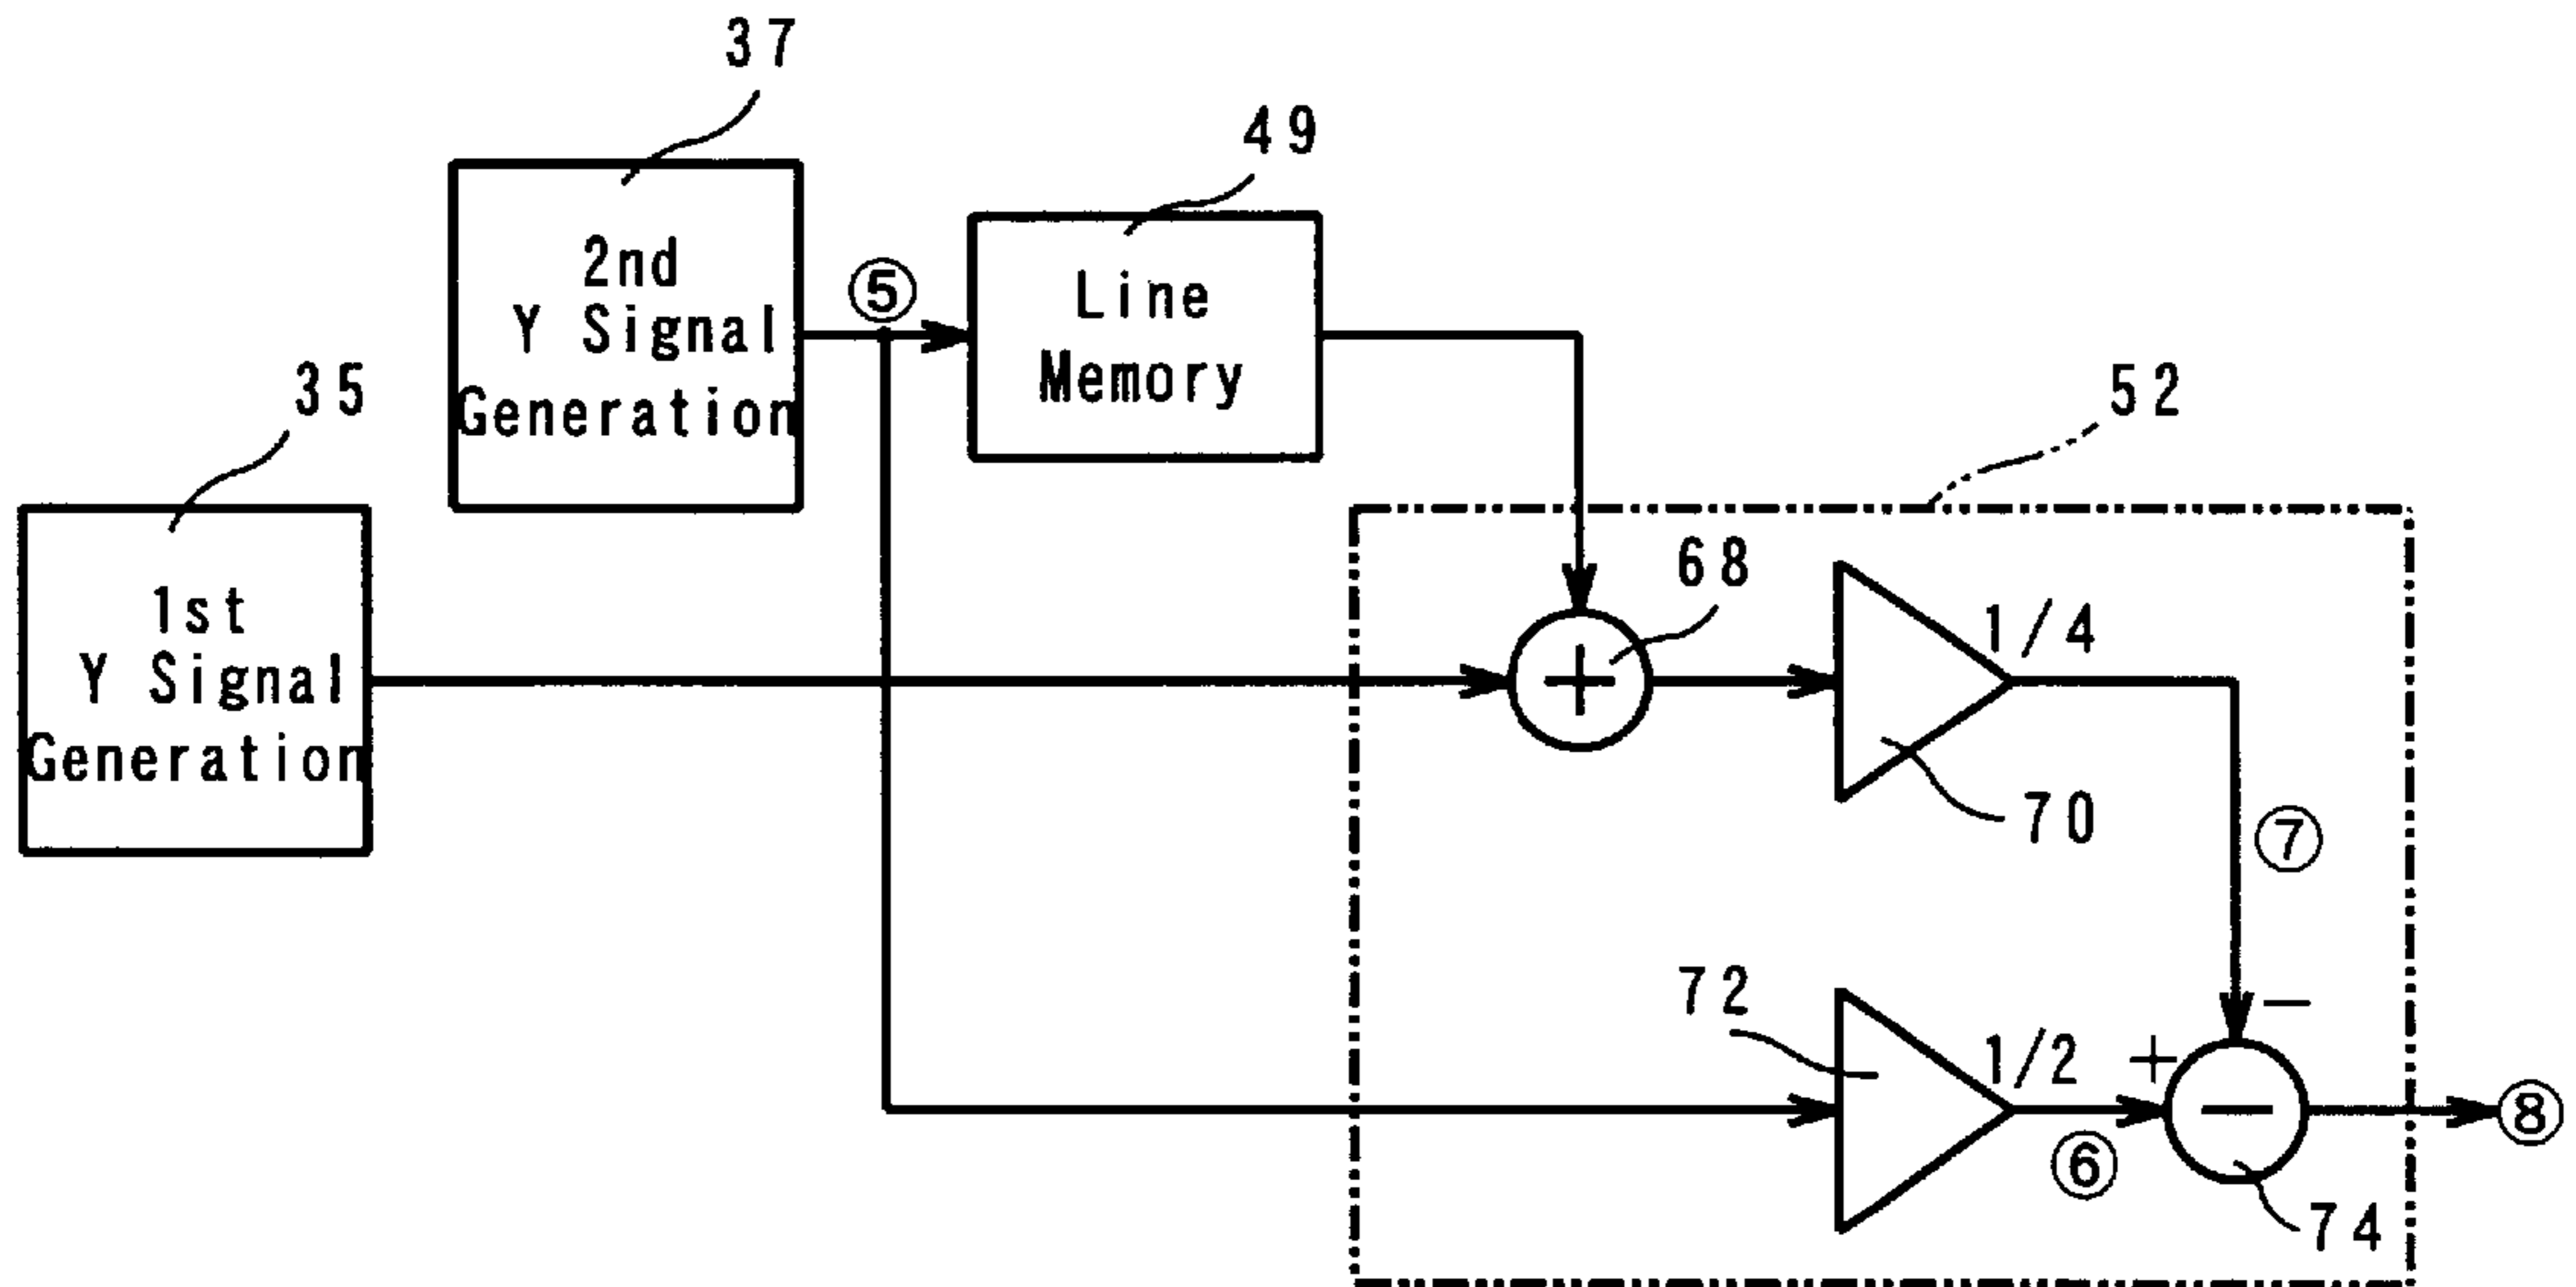 37
2nd
Y Signal
Generation
⑤
49
Line
Memory
35
1st
Y Signal
Generation
52
68
+
1/4
70
⑦
72
1/2
⑥
+
−
−
⑧
74